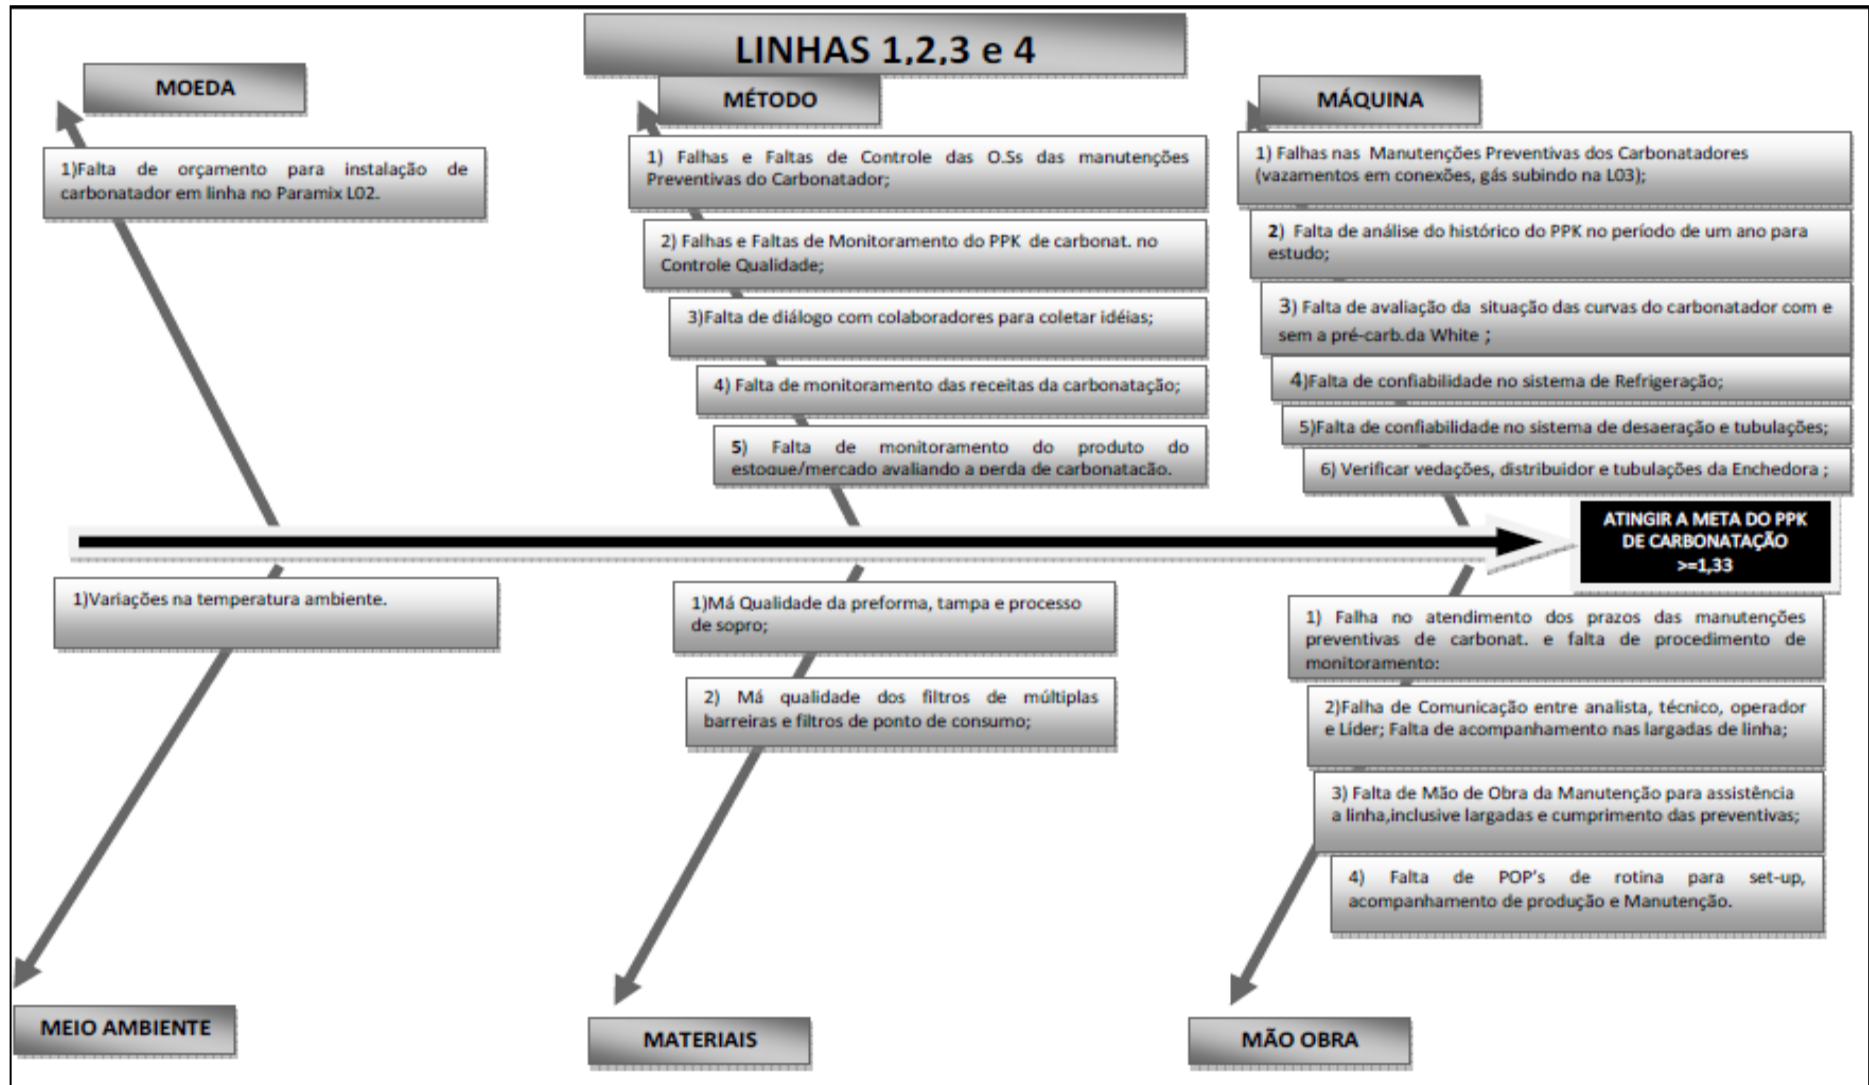 LINHAS 1,2,3 e 4
MOEDA
1)Falta de orçamento para instalação de
carbonatador em linha no Paramix L02.
MÉTODO
1) Falhas e Faltas de Controle das O.Ss das manutenções
Preventivas do Carbonatador;
2) Falhas e Faltas de Monitoramento do PPK de carbonat. no
Controle Qualidade;
3)Falta de diálogo com colaboradores para coletar idéias;
4) Falta de monitoramento das receitas da carbonatação;
5) Falta de monitoramento do produto do
estoque/mercado avaliando a perda de carbonatação.
MÁQUINA
1) Falhas nas Manutenções Preventivas dos Carbonatadores
(vazamentos em conexões, gás subindo na L03);
2) Falta de análise do histórico do PPK no período de um ano para
estudo;
3) Falta de avaliação da situação das curvas do carbonatador com e
sem a pré-carb.da White ;
4)Falta de confiabilidade no sistema de Refrigeração;
5)Falta de confiabilidade no sistema de desaeração e tubulações;
6) Verificar vedações, distribuidor e tubulações da Enchedora ;
ATINGIR A META DO PPK
DE CARBONATAÇÃO
>=1,33
1)Variações na temperatura ambiente.
MEIO AMBIENTE
1)Má Qualidade da preforma, tampa e processo
de sopro;
2) Má qualidade dos filtros de múltiplas
barreiras e filtros de ponto de consumo;
MATERIAIS
1) Falha no atendimento dos prazos das manutenções
preventivas de carbonat. e falta de procedimento de
monitoramento:
2)Falha de Comunicação entre analista, técnico, operador
e Líder; Falta de acompanhamento nas largadas de linha;
3) Falta de Mão de Obra da Manutenção para assistência
a linha,inclusive largadas e cumprimento das preventivas;
4) Falta de POP's de rotina para set-up,
acompanhamento de produção e Manutenção.
MÃO OBRA